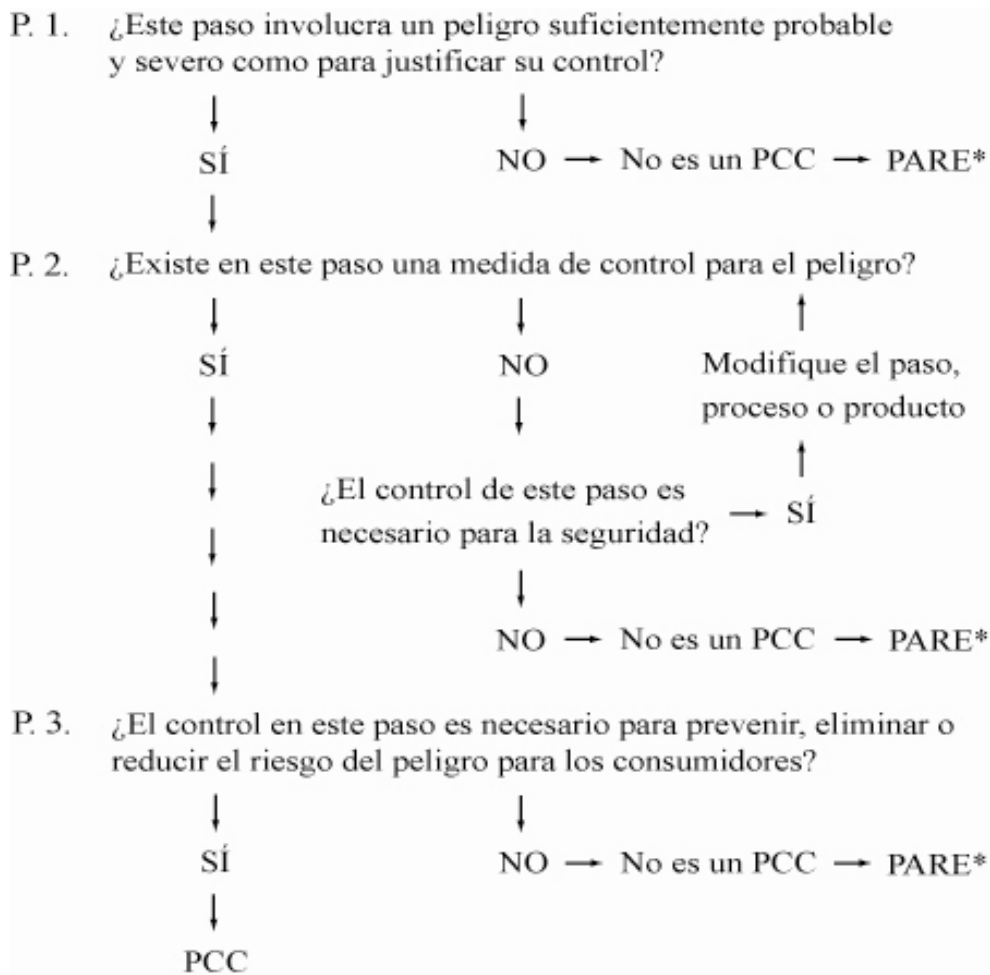 P. 1. ¿Este paso involucra un peligro suficientemente probable
y severo como para justificar su control?
SÍ NO → No es un PCC → PARE*
P. 2. ¿Existe en este paso una medida de control para el peligro?
SÍ NO Modifique el paso,
proceso o producto
¿El control de este paso es
necesario para la seguridad? → SÍ
NO → No es un PCC → PARE*
P. 3. ¿El control en este paso es necesario para prevenir, eliminar o
reducir el riesgo del peligro para los consumidores?
SÍ NO → No es un PCC → PARE*
PCC